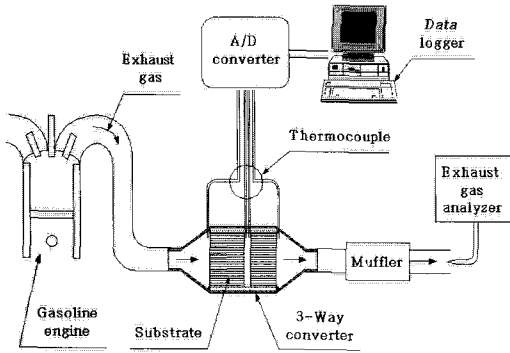 A/D
converter
Data
logger
Exhaust
gas
Thermocouple
Exhaust
gas
analyzer
Muffler
Gasoline
engine
Substrate
3-Way
converter